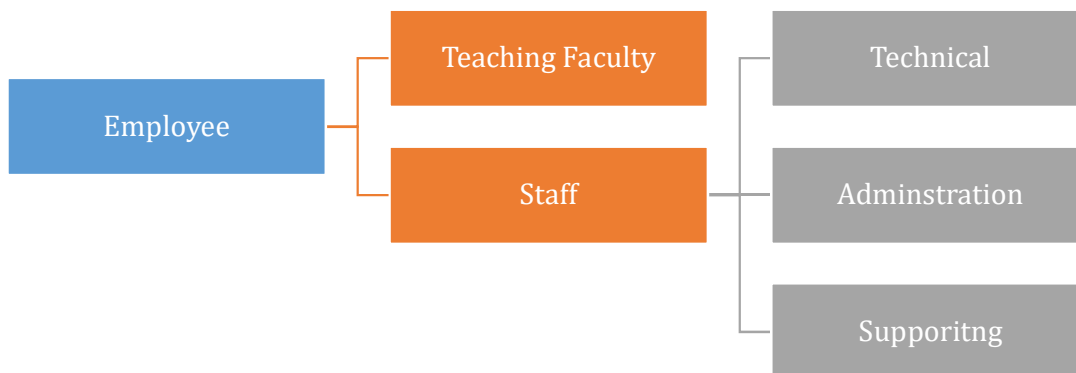 Employee
Teaching Faculty
Staff
Technical
Adminstration
Supporitng